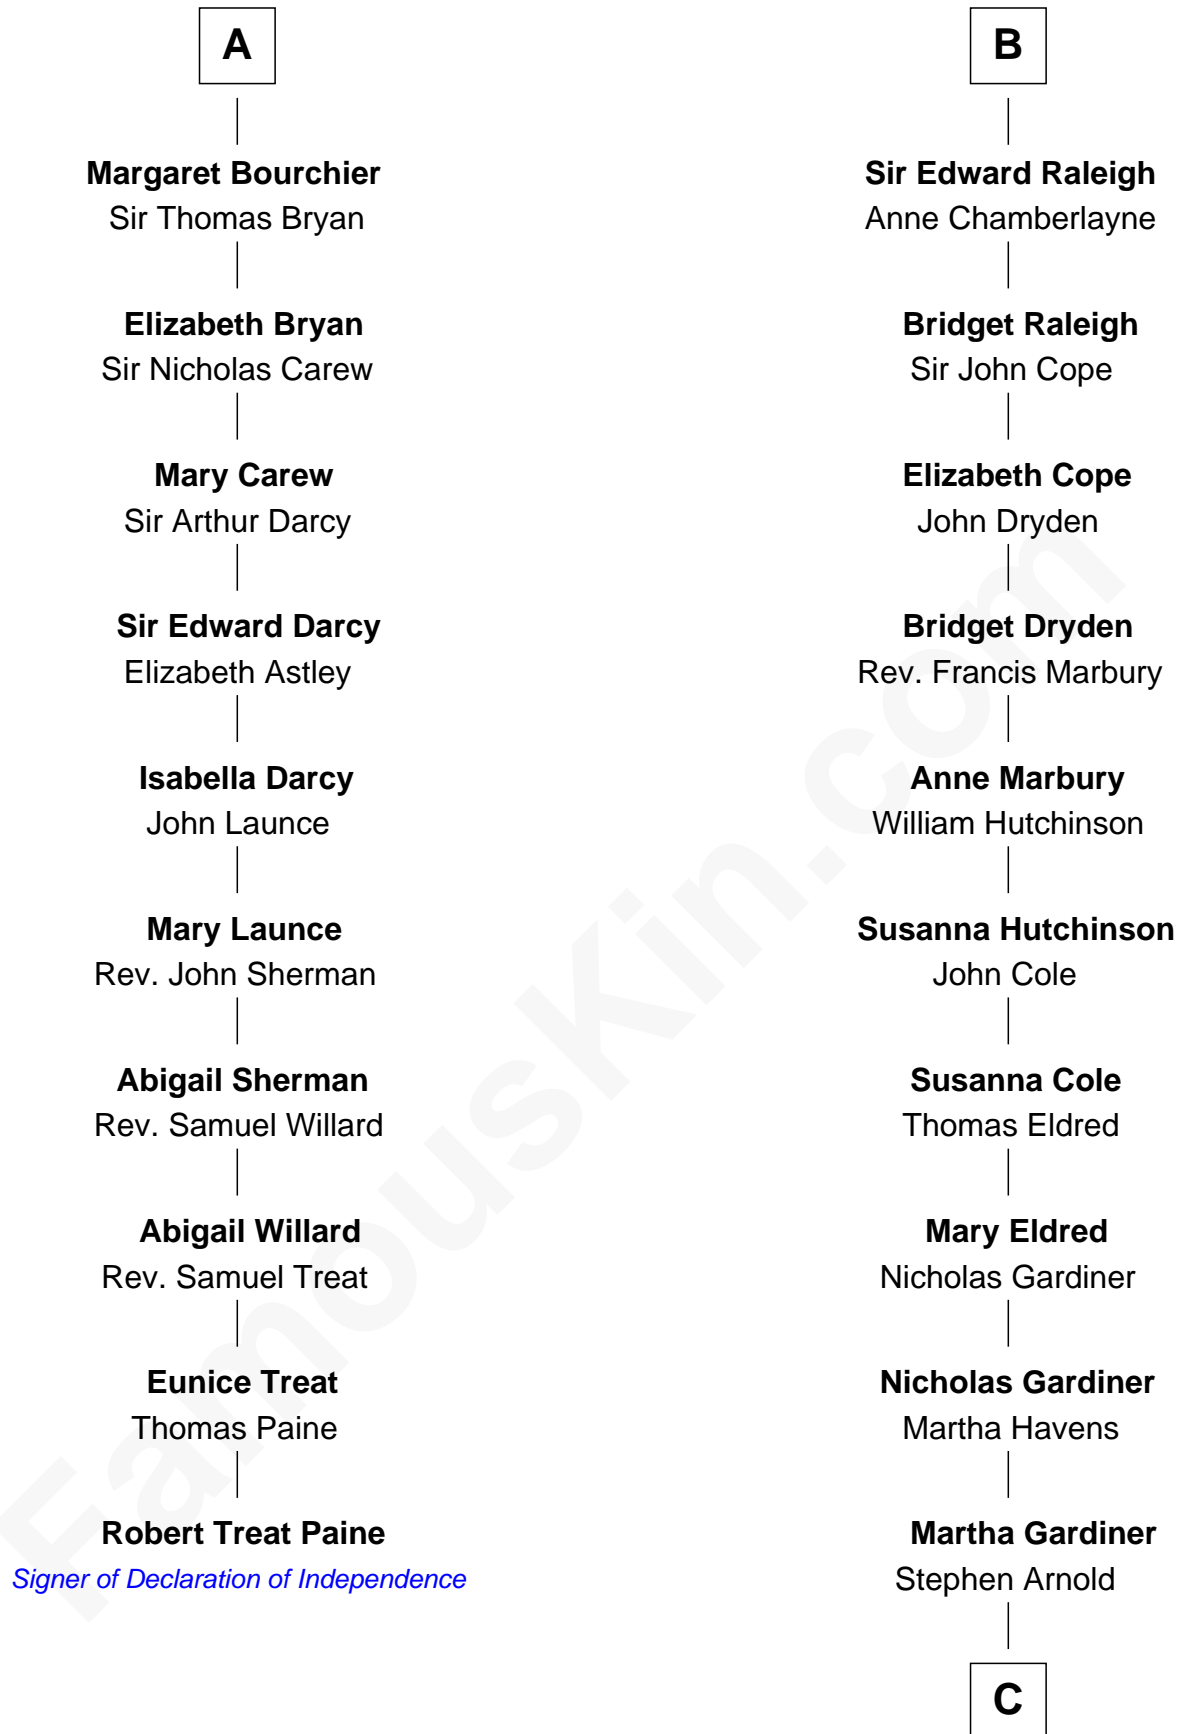 A
Margaret Bourchier
Sir Thomas Bryan
Elizabeth Bryan
Sir Nicholas Carew
Mary Carew
Sir Arthur Darcy
Sir Edward Darcy
Elizabeth Astley
Isabella Darcy
John Launce
Mary Launce
Rev. John Sherman
Abigail Sherman
Rev. Samuel Willard
Abigail Willard
Rev. Samuel Treat
Eunice Treat
Thomas Paine
Robert Treat Paine
Signer of Declaration of Independence
B
Sir Edward Raleigh
Anne Chamberlayne
Bridget Raleigh
Sir John Cope
Elizabeth Cope
John Dryden
Bridget Dryden
Rev. Francis Marbury
Anne Marbury
William Hutchinson
Susanna Hutchinson
John Cole
Susanna Cole
Thomas Eldred
Mary Eldred
Nicholas Gardiner
Nicholas Gardiner
Martha Havens
Martha Gardiner
Stephen Arnold
C
FamousKin.com